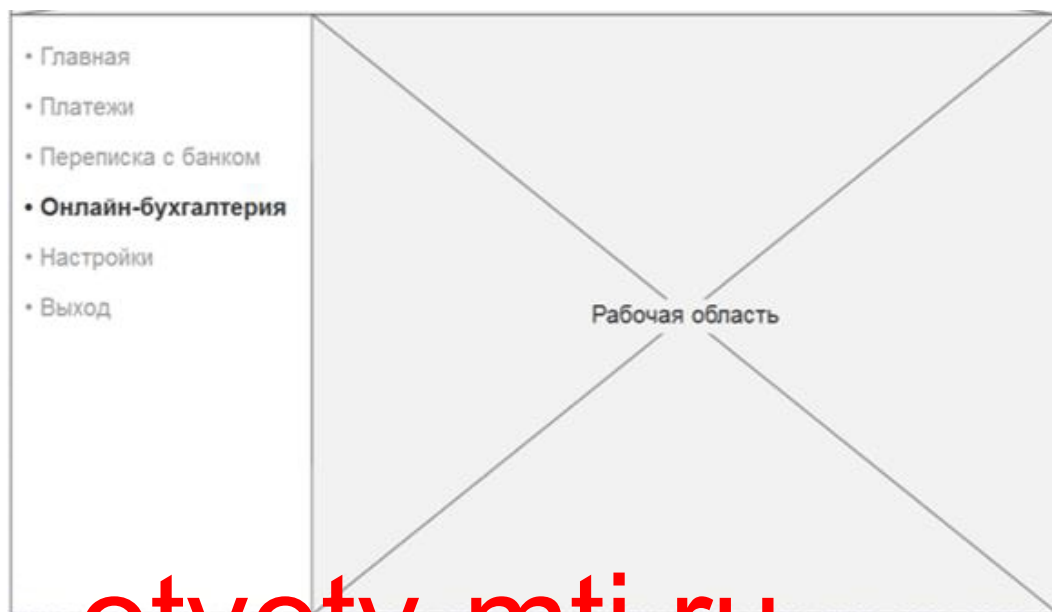 • Главная
• Платежи
• Переписка с банком
• Онлайн-бухгалтерия
• Настройки
• Выход
Рабочая область
otvety-mti.ru